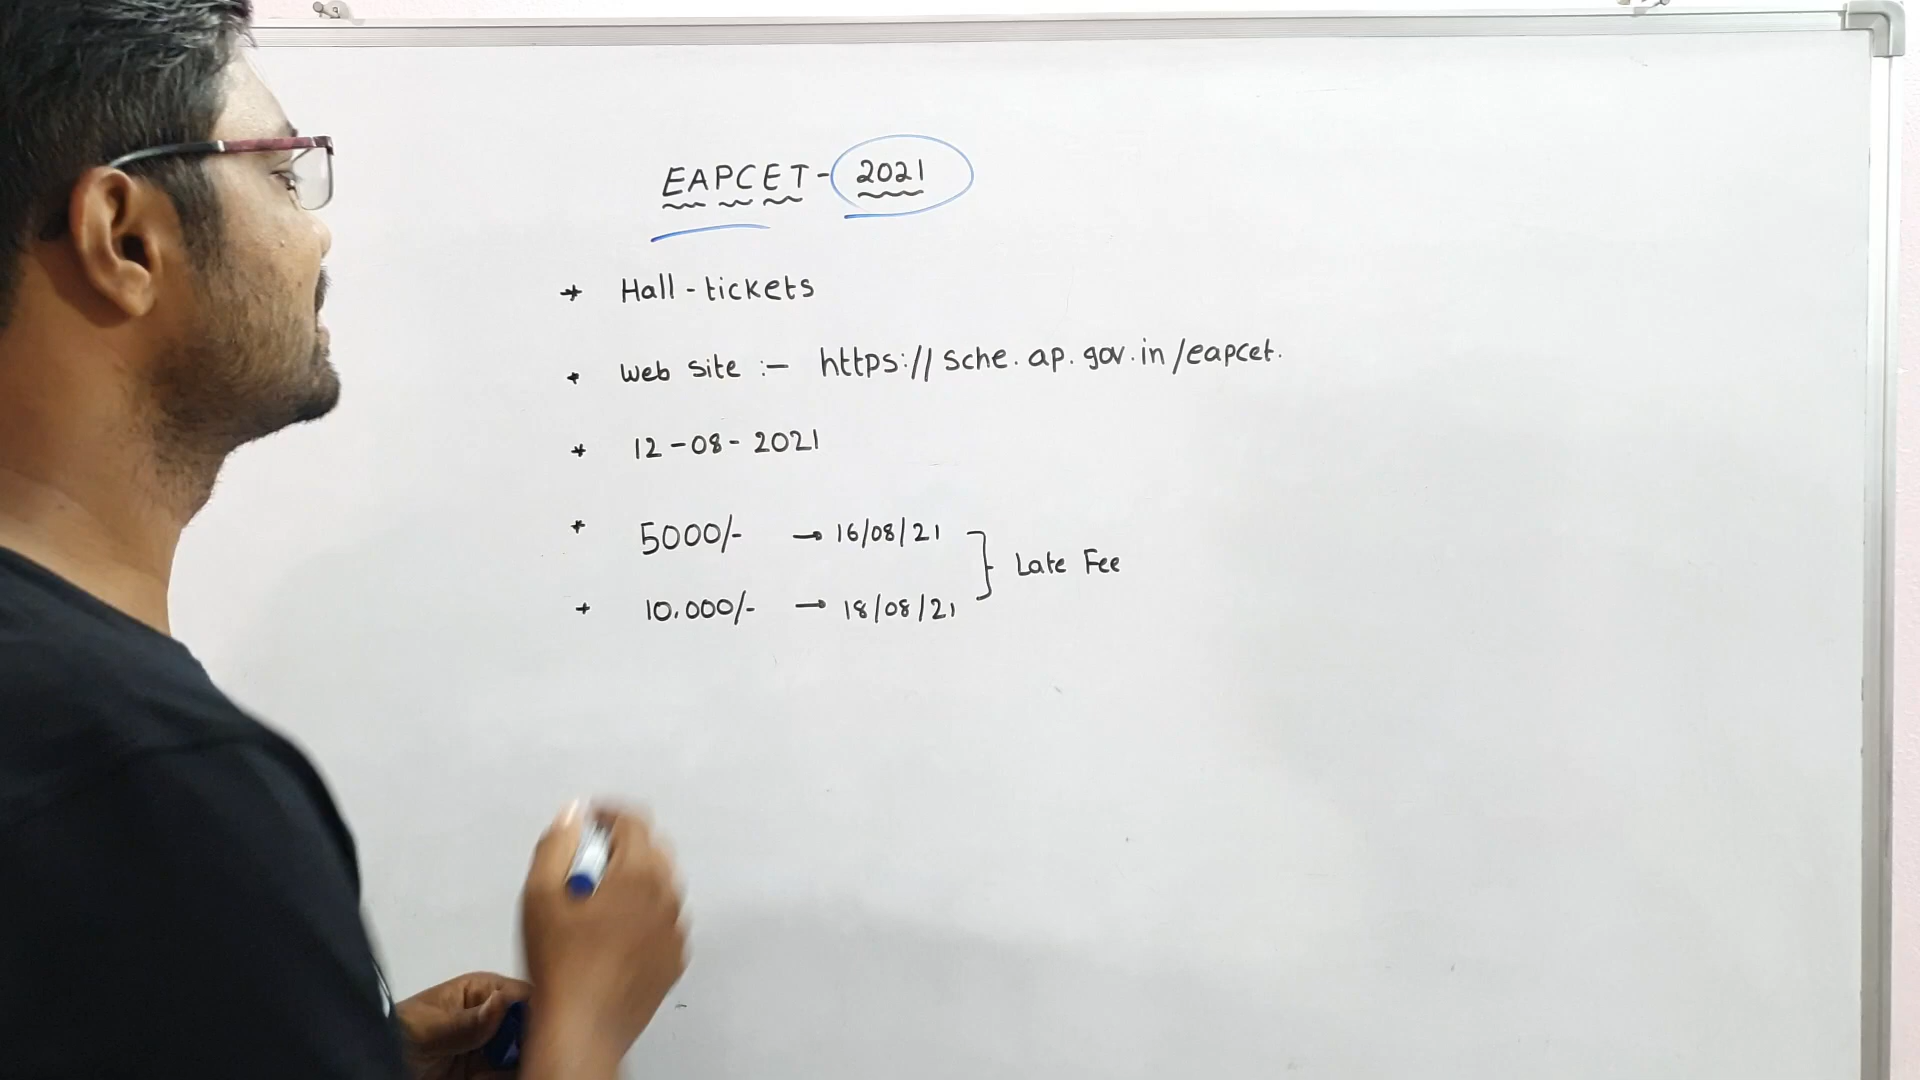 EAPCET - 2021
* Hall - tickets
* Web site :- https://sche.ap.gov.in/eapcet.
* 12-08-2021
* 5000/- → 16/08/21
Late Fee
* 10.000/- → 18/08/21